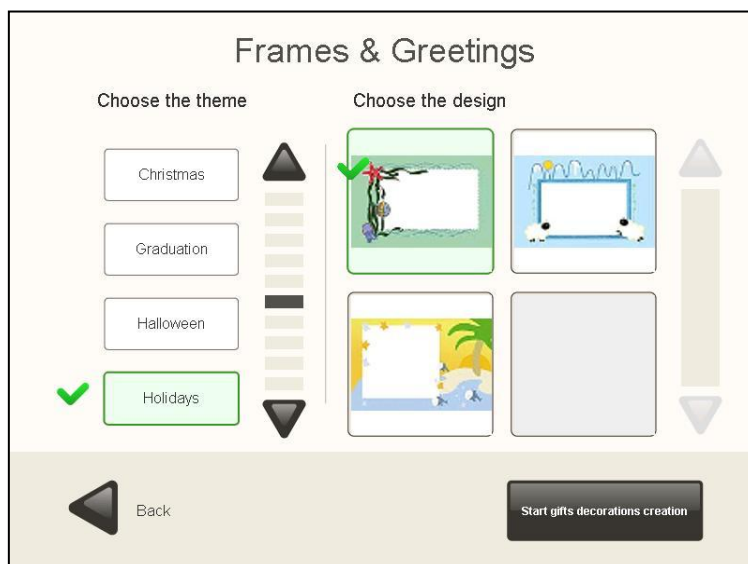 Frames & Greetings
Choose the theme
Choose the design
Christmas
Graduation
Halloween
Holidays
Back
Start gifts decorations creation